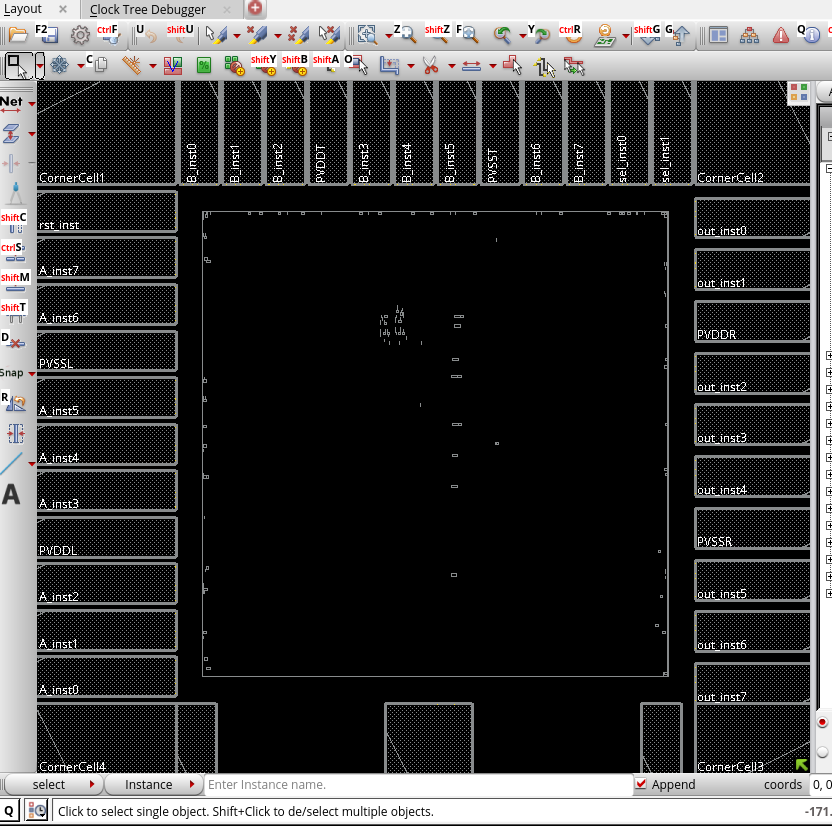 Layout
Clock Tree Debugger
F2
ctrlF
U
shiftU
Z
shiftZ
F
Y
ctrlR
shiftG
G
Q
C
shiftY
shiftB
shiftA
O
Net
shiftC
ctrlS
shiftM
shiftT
D
Snap
R
A
CornerCell1
B_inst0
B_inst1
B_inst2
PVDDT
B_inst3
B_inst4
B_inst5
PVSST
B_inst6
B_inst7
sel_inst0
sel_inst1
CornerCell2
rst_inst
A_inst7
A_inst6
PVSSL
A_inst5
A_inst4
A_inst3
PVDDL
A_inst2
A_inst1
A_inst0
CornerCell4
out_inst0
out_inst1
PVDDR
out_inst2
out_inst3
out_inst4
PVSSR
out_inst5
out_inst6
out_inst7
CornerCell3
select
Instance
Enter Instance name.
Append
coords
0, 0
Q
Click to select single object. Shift+Click to de/select multiple objects.
-171.